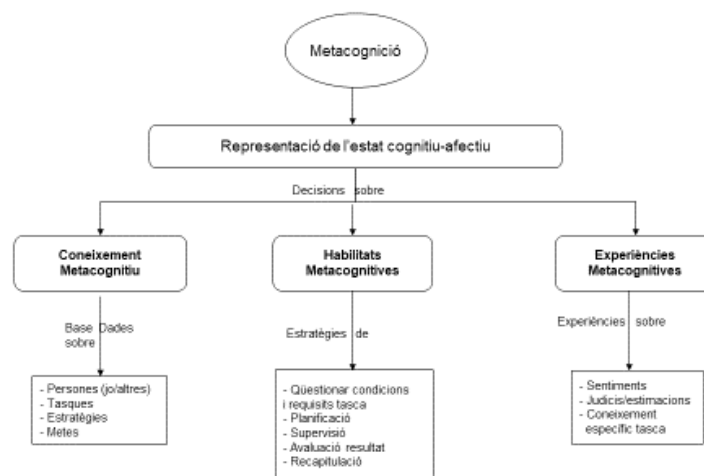 Metacognició
Representació de l'estat cognitiu-afectiu
Decisions sobre
Coneixement
Metacognitiu
Habilitats
Metacognitives
Experiències
Metacognitives
Base Dades
sobre
Estratègies de
Experiències sobre
- Persones (jo/altres)
- Tasques
- Estratègies
- Metes
- Qüestionar condicions
i requisits tasca
- Planificació
- Supervisió
- Avaluació resultat
- Recapitulació
- Sentiments
- Judicis/estimacions
- Coneixement
específic tasca